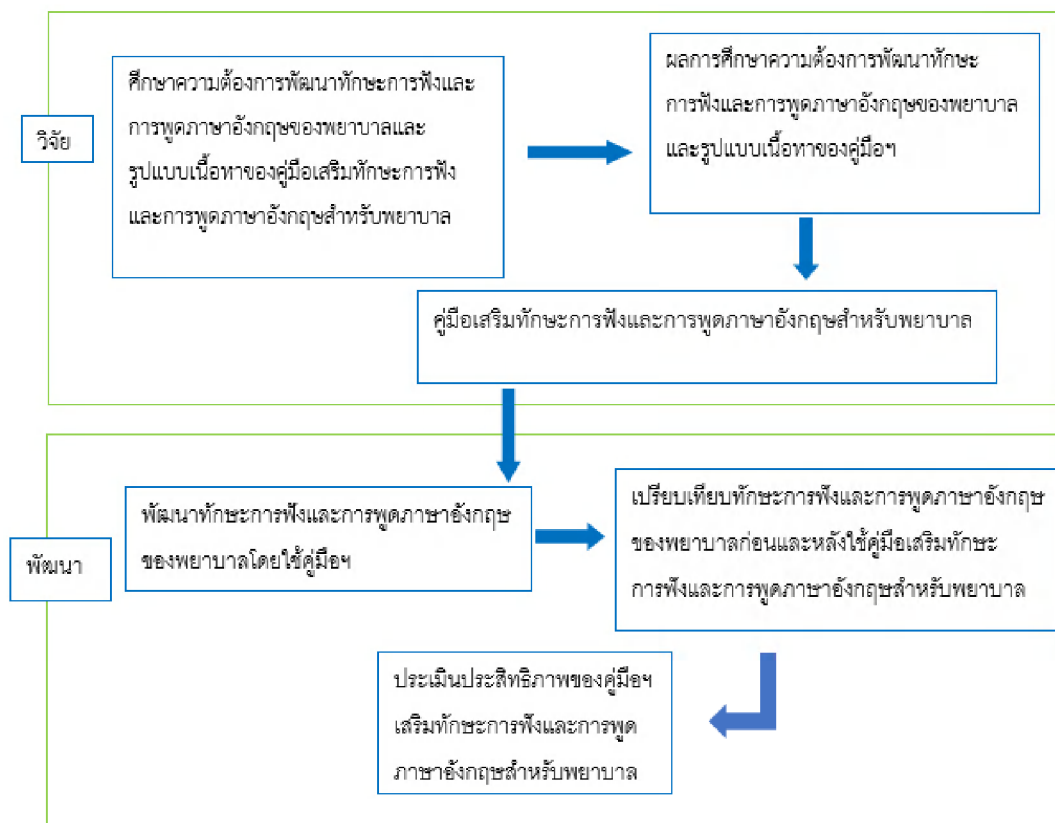 วิจัย
ศึกษาความต้องการพัฒนาทักษะการฟังและ
การพูดภาษาอังกฤษของพยาบาลและ
รูปแบบเนื้อหาของคู่มือเสริมทักษะการฟัง
และการพูดภาษาอังกฤษสำหรับพยาบาล
ผลการศึกษาความต้องการพัฒนาทักษะ
การฟังและการพูดภาษาอังกฤษของพยาบาล
และรูปแบบเนื้อหาของคู่มือฯ
คู่มือเสริมทักษะการฟังและการพูดภาษาอังกฤษสำหรับพยาบาล
พัฒนา
พัฒนาทักษะการฟังและการพูดภาษาอังกฤษ
ของพยาบาลโดยใช้คู่มือฯ
เปรียบเทียบทักษะการฟังและการพูดภาษาอังกฤษ
ของพยาบาลก่อนและหลังใช้คู่มือเสริมทักษะ
การฟังและการพูดภาษาอังกฤษสำหรับพยาบาล
ประเมินประสิทธิภาพของคู่มือฯ
เสริมทักษะการฟังและการพูด
ภาษาอังกฤษสำหรับพยาบาล